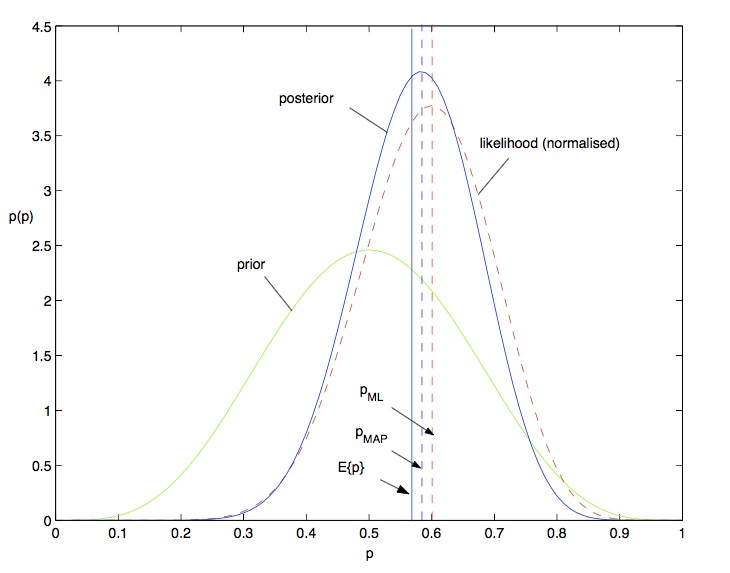 4.5
4
posterior
3.5
likelihood (normalised)
3
p(p)
2.5
prior
2
1.5
p_ML
1
p_MAP
0.5
E{p}
0
0 0.1 0.2 0.3 0.4 0.5 0.6 0.7 0.8 0.9 1
p